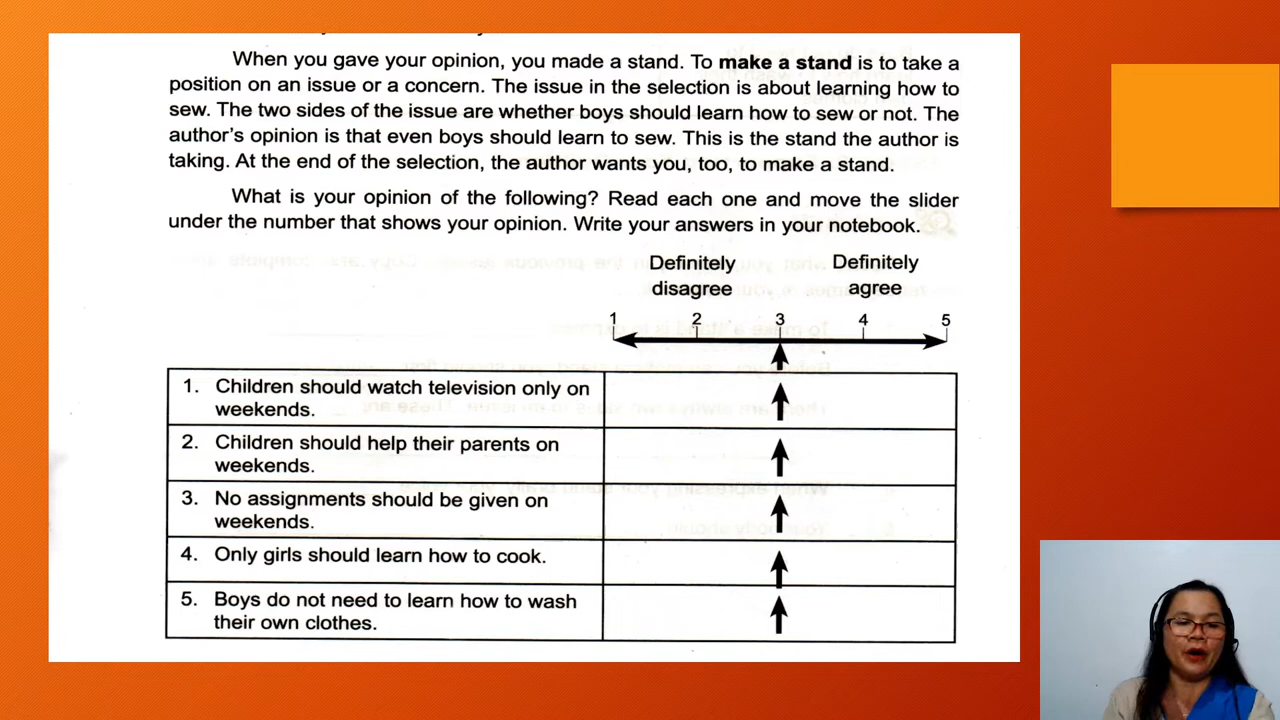 When you gave your opinion, you made a stand. To make a stand is to take a
position on an issue or a concern. The issue in the selection is about learning how to
sew. The two sides of the issue are whether boys should learn how to sew or not. The
author's opinion is that even boys should learn to sew. This is the stand the author is
taking. At the end of the selection, the author wants you, too, to make a stand.
What is your opinion of the following? Read each one and move the slider
under the number that shows your opinion. Write your answers in your notebook.
Definitely disagree
Definitely agree
1 2 3 4 5
1. Children should watch television only on
weekends.
2. Children should help their parents on
weekends.
3. No assignments should be given on
weekends.
4. Only girls should learn how to cook.
5. Boys do not need to learn how to wash
their own clothes.